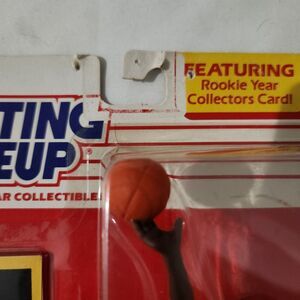 FEATURING
Rookie Year
Collectors Card!
TING
EUP
AR COLLECTIBLE